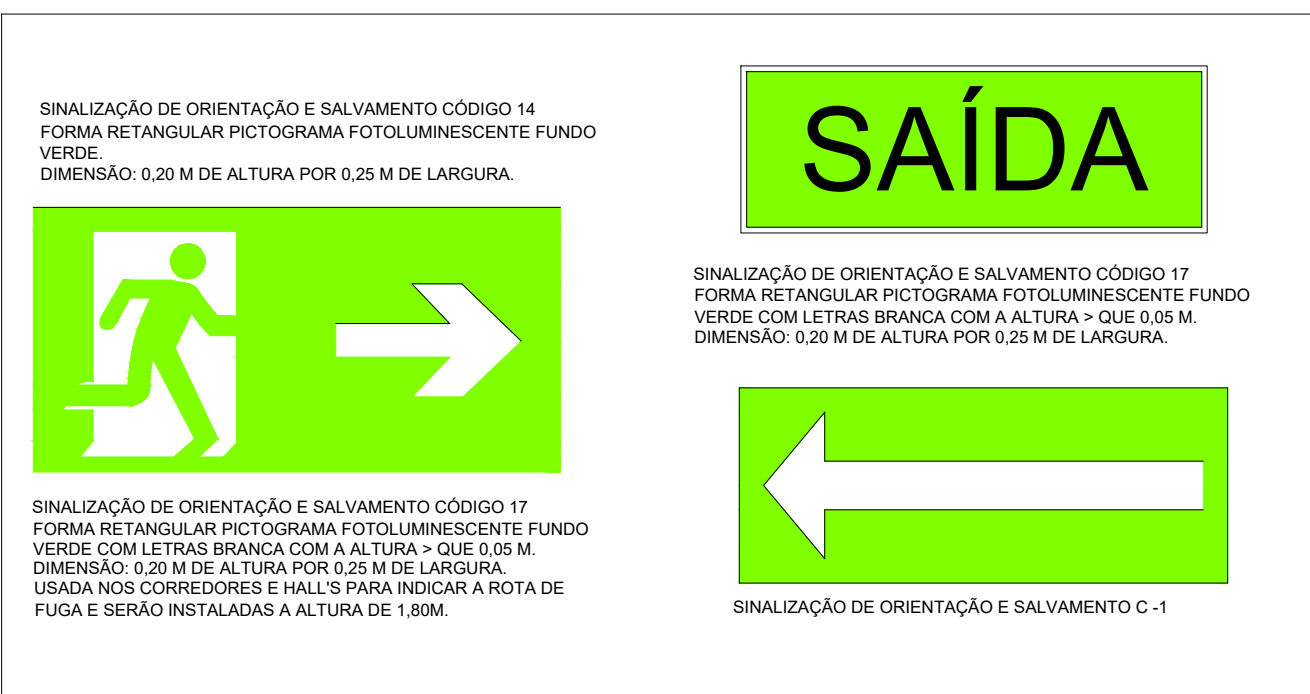 SINALIZAÇÃO DE ORIENTAÇÃO E SALVAMENTO CÓDIGO 14
FORMA RETANGULAR PICTOGRAMA FOTOLUMINESCENTE FUNDO
VERDE.
DIMENSÃO: 0,20 M DE ALTURA POR 0,25 M DE LARGURA.
SINALIZAÇÃO DE ORIENTAÇÃO E SALVAMENTO CÓDIGO 17
FORMA RETANGULAR PICTOGRAMA FOTOLUMINESCENTE FUNDO
VERDE COM LETRAS BRANCA COM A ALTURA > QUE 0,05 M.
DIMENSÃO: 0,20 M DE ALTURA POR 0,25 M DE LARGURA.
USADA NOS CORREDORES E HALL'S PARA INDICAR A ROTA DE
FUGA E SERÃO INSTALADAS A ALTURA DE 1,80M.
SAÍDA
SINALIZAÇÃO DE ORIENTAÇÃO E SALVAMENTO CÓDIGO 17
FORMA RETANGULAR PICTOGRAMA FOTOLUMINESCENTE FUNDO
VERDE COM LETRAS BRANCA COM A ALTURA > QUE 0,05 M.
DIMENSÃO: 0,20 M DE ALTURA POR 0,25 M DE LARGURA.
SINALIZAÇÃO DE ORIENTAÇÃO E SALVAMENTO C -1